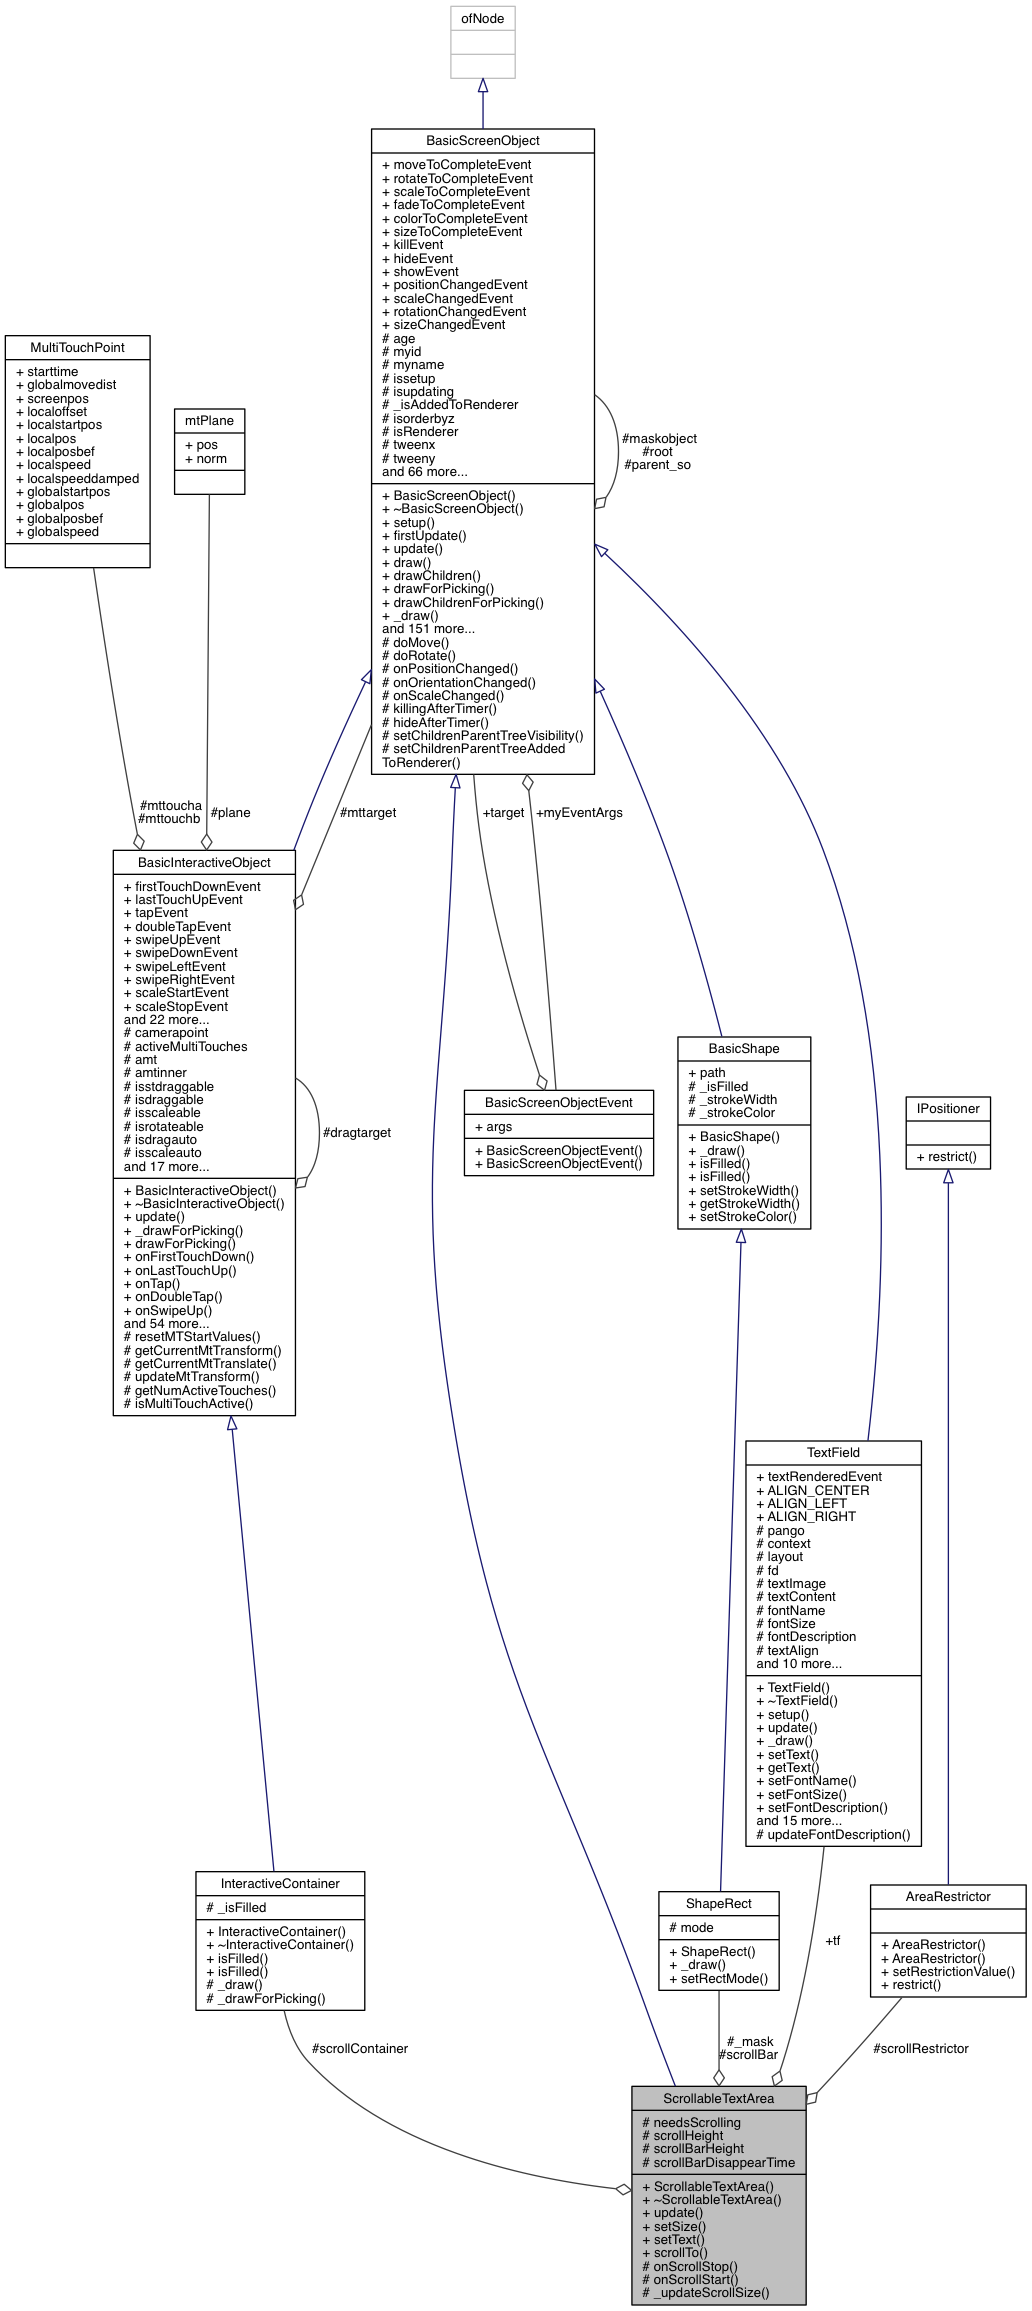 ofNode
BasicScreenObject
+ moveToCompleteEvent
+ rotateToCompleteEvent
+ scaleToCompleteEvent
+ fadeToCompleteEvent
+ colorToCompleteEvent
+ sizeToCompleteEvent
+ killEvent
+ hideEvent
+ showEvent
+ positionChangedEvent
+ scaleChangedEvent
+ rotationChangedEvent
+ sizeChangedEvent
# age
# myid
# myname
# issetup
# isupdating
# _isAddedToRenderer
# isorderbyz
# isRenderer
# tweenx
# tweeny
and 66 more...
+ BasicScreenObject()
+ ~BasicScreenObject()
+ setup()
+ firstUpdate()
+ update()
+ draw()
+ drawChildren()
+ drawForPicking()
+ drawChildrenForPicking()
+ _draw()
and 151 more...
# doMove()
# doRotate()
# onPositionChanged()
# onOrientationChanged()
# onScaleChanged()
# killingAfterTimer()
# hideAfterTimer()
# setChildrenParentTreeVisibility()
# setChildrenParentTreeAdded
ToRenderer()
#maskobject
#root
#parent_so
MultiTouchPoint
+ starttime
+ globalmovedist
+ screenpos
+ localoffset
+ localstartpos
+ localpos
+ localposbef
+ localspeed
+ localspeeddamped
+ globalstartpos
+ globalpos
+ globalposbef
+ globalspeed
mtPlane
+ pos
+ norm
#mttoucha
#mttouchb
#plane
#mttarget
+target
+myEventArgs
BasicInteractiveObject
+ firstTouchDownEvent
+ lastTouchUpEvent
+ tapEvent
+ doubleTapEvent
+ swipeUpEvent
+ swipeDownEvent
+ swipeLeftEvent
+ swipeRightEvent
+ scaleStartEvent
+ scaleStopEvent
and 22 more...
# camerapoint
# activeMultiTouches
# amt
# amtinner
# isstdraggable
# isdraggable
# isscaleable
# isrotateable
# isdragauto
# isscaleauto
and 17 more...
+ BasicInteractiveObject()
+ ~BasicInteractiveObject()
+ update()
+ _drawForPicking()
+ drawForPicking()
+ onFirstTouchDown()
+ onLastTouchUp()
+ onTap()
+ onDoubleTap()
+ onSwipeUp()
and 54 more...
# resetMTStartValues()
# getCurrentMtTransform()
# getCurrentMtTranslate()
# updateMtTransform()
# getNumActiveTouches()
# isMultiTouchActive()
#dragtarget
BasicScreenObjectEvent
+ args
+ BasicScreenObjectEvent()
+ BasicScreenObjectEvent()
BasicShape
+ path
# _isFilled
# _strokeWidth
# _strokeColor
+ BasicShape()
+ _draw()
+ isFilled()
+ isFilled()
+ setStrokeWidth()
+ getStrokeWidth()
+ setStrokeColor()
IPositioner
+ restrict()
TextField
+ textRenderedEvent
+ ALIGN_CENTER
+ ALIGN_LEFT
+ ALIGN_RIGHT
# pango
# context
# layout
# fd
# textImage
# textContent
# fontName
# fontSize
# fontDescription
# textAlign
and 10 more...
+ TextField()
+ ~TextField()
+ setup()
+ update()
+ _draw()
+ setText()
+ getText()
+ setFontName()
+ setFontSize()
+ setFontDescription()
and 15 more...
# updateFontDescription()
InteractiveContainer
# _isFilled
+ InteractiveContainer()
+ ~InteractiveContainer()
+ isFilled()
+ isFilled()
# _draw()
# _drawForPicking()
ShapeRect
# mode
+ ShapeRect()
+ _draw()
+ setRectMode()
AreaRestrictor
+ AreaRestrictor()
+ AreaRestrictor()
+ setRestrictionValue()
+ restrict()
+tf
#scrollContainer
#_mask
#scrollBar
#scrollRestrictor
ScrollableTextArea
# needsScrolling
# scrollHeight
# scrollBarHeight
# scrollBarDisappearTime
+ ScrollableTextArea()
+ ~ScrollableTextArea()
+ update()
+ setSize()
+ setText()
+ scrollTo()
# onScrollStop()
# onScrollStart()
# _updateScrollSize()